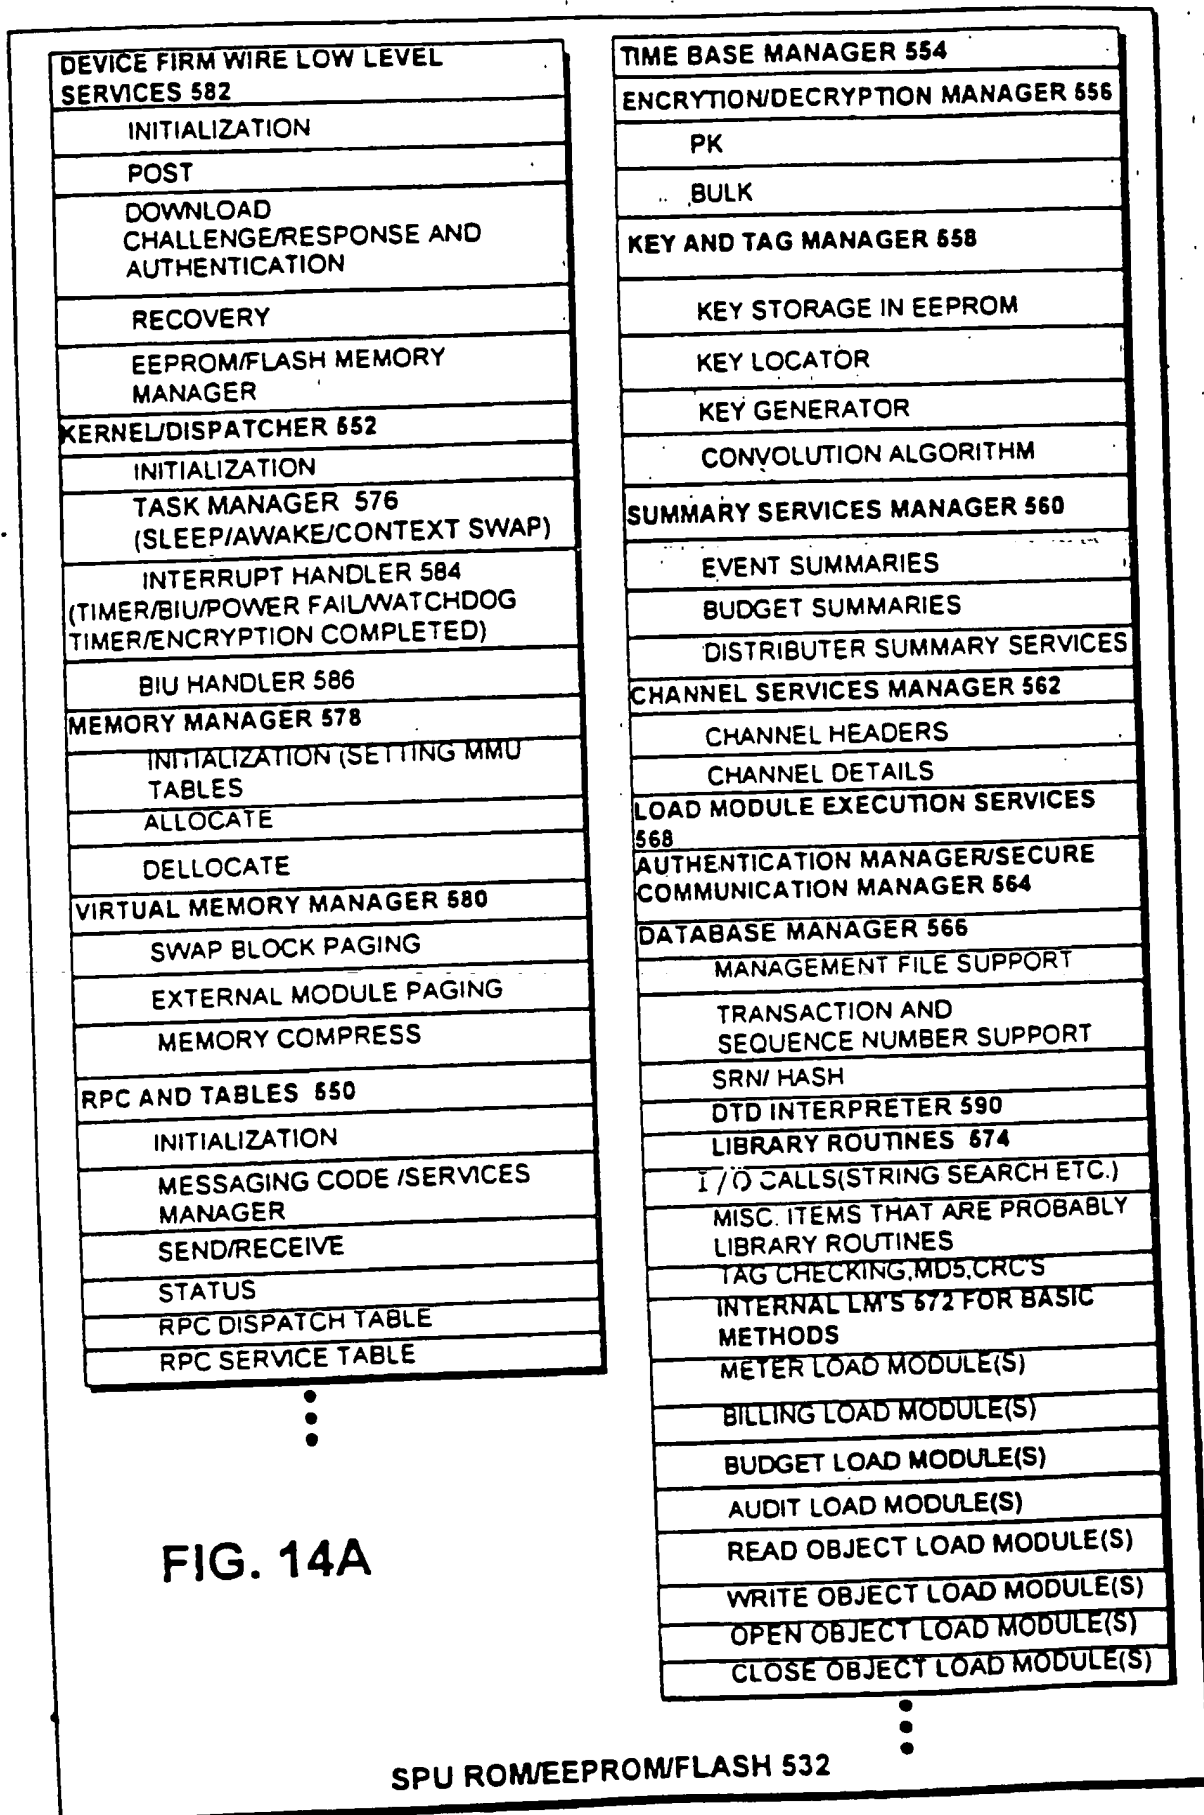 DEVICE FIRM WIRE LOW LEVEL
SERVICES 582
INITIALIZATION
POST
DOWNLOAD
CHALLENGE/RESPONSE AND
AUTHENTICATION
RECOVERY
EEPROM/FLASH MEMORY
MANAGER
KERNEL/DISPATCHER 552
INITIALIZATION
TASK MANAGER 576
(SLEEP/AWAKE/CONTEXT SWAP)
INTERRUPT HANDLER 584
(TIMER/BIU/POWER FAIL/WATCHDOG
TIMER/ENCRYPTION COMPLETED)
BIU HANDLER 586
MEMORY MANAGER 578
INITIALIZATION (SETTING MMU
TABLES
ALLOCATE
DELLOCATE
VIRTUAL MEMORY MANAGER 580
SWAP BLOCK PAGING
EXTERNAL MODULE PAGING
MEMORY COMPRESS
RPC AND TABLES 550
INITIALIZATION
MESSAGING CODE /SERVICES
MANAGER
SEND/RECEIVE
STATUS
RPC DISPATCH TABLE
RPC SERVICE TABLE
TIME BASE MANAGER 554
ENCRYTION/DECRYPTION MANAGER 556
PK
BULK
KEY AND TAG MANAGER 558
KEY STORAGE IN EEPROM
KEY LOCATOR
KEY GENERATOR
CONVOLUTION ALGORITHM
SUMMARY SERVICES MANAGER 560
EVENT SUMMARIES
BUDGET SUMMARIES
DISTRIBUTER SUMMARY SERVICES
CHANNEL SERVICES MANAGER 562
CHANNEL HEADERS
CHANNEL DETAILS
LOAD MODULE EXECUTION SERVICES
568
AUTHENTICATION MANAGER/SECURE
COMMUNICATION MANAGER 564
DATABASE MANAGER 566
MANAGEMENT FILE SUPPORT
TRANSACTION AND
SEQUENCE NUMBER SUPPORT
SRN/ HASH
DTD INTERPRETER 590
LIBRARY ROUTINES 574
I/O CALLS(STRING SEARCH ETC.)
MISC. ITEMS THAT ARE PROBABLY
LIBRARY ROUTINES
TAG CHECKING,MD5,CRC'S
INTERNAL LM'S 572 FOR BASIC
METHODS
METER LOAD MODULE(S)
BILLING LOAD MODULE(S)
BUDGET LOAD MODULE(S)
AUDIT LOAD MODULE(S)
READ OBJECT LOAD MODULE(S)
WRITE OBJECT LOAD MODULE(S)
OPEN OBJECT LOAD MODULE(S)
CLOSE OBJECT LOAD MODULE(S)
FIG. 14A
SPU ROM/EEPROM/FLASH 532